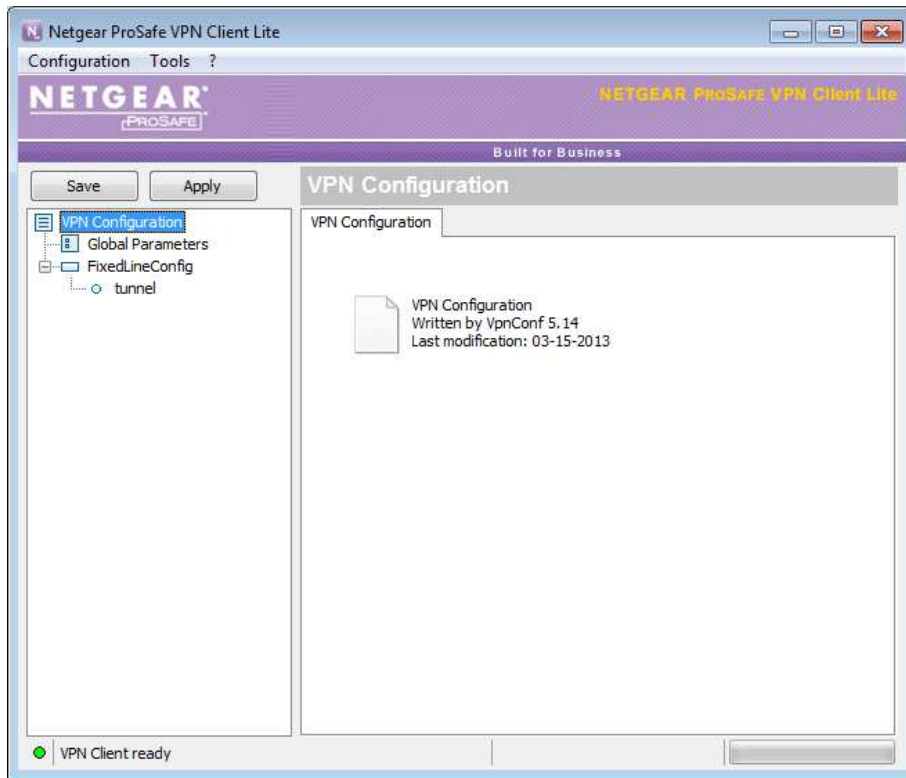 Netgear ProSafe VPN Client Lite
Configuration Tools ?
NETGEAR®
PROSAFE
NETGEAR PROSAFE VPN Client Lite
Built for Business
Save Apply
VPN Configuration
VPN Configuration
Global Parameters
FixedLineConfig
tunnel
VPN Configuration
VPN Configuration
Written by VpnConf 5.14
Last modification: 03-15-2013
VPN Client ready